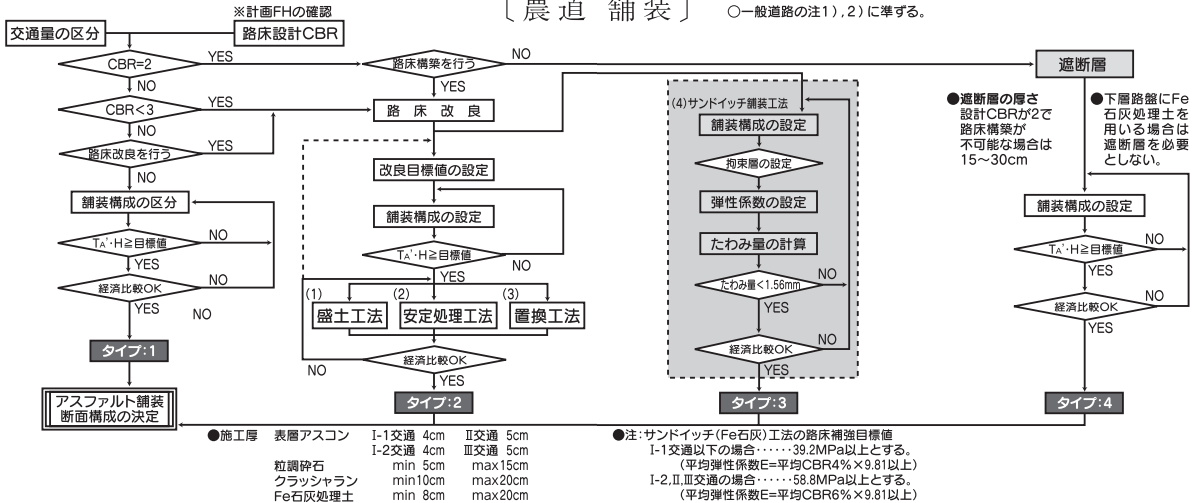 〔農道 舗装〕
○一般道路の注1),2)に準ずる。
※計画FHの確認
交通量の区分
路床設計CBR
CBR=2
YES
NO
CBR<3
YES
NO
路床改良を行う
YES
NO
舗装構成の区分
TA'·H≧目標値
NO
YES
経済比較OK
NO
YES
NO
タイプ:1
アスファルト舗装
断面構成の決定
路床構築を行う
NO
YES
路床改良
改良目標値の設定
舗装構成の設定
TA'·H≧目標値
NO
YES
(1)
盛土工法
(2)
安定処理工法
(3)
置換工法
経済比較OK
NO
YES
タイプ:2
(4)サンドイッチ舗装工法
舗装構成の設定
拘束層の設定
弾性係数の設定
たわみ量の計算
たわみ量<1.56mm
NO
YES
経済比較OK
NO
YES
タイプ:3
遮断層
●遮断層の厚さ
設計CBRが2で
路床構築が
不可能な場合は
15〜30cm
●下層路盤にFe
石灰処理土を
用いる場合は
遮断層を必要
としない。
舗装構成の設定
TA'·H≧目標値
NO
YES
経済比較OK
NO
YES
タイプ:4
●施工厚 表層アスコン I-1交通 4cm II交通 5cm
I-2交通 4cm III交通 5cm
粒調砕石 min 5cm max15cm
クラッシャラン min10cm max20cm
Fe石灰処理土 min 8cm max20cm
●注:サンドイッチ(Fe石灰)工法の路床補強目標値
I-1交通以下の場合······39.2MPa以上とする。
(平均弾性係数E=平均CBR4%×9.81以上)
I-2,II,III交通の場合······58.8MPa以上とする。
(平均弾性係数E=平均CBR6%×9.81以上)